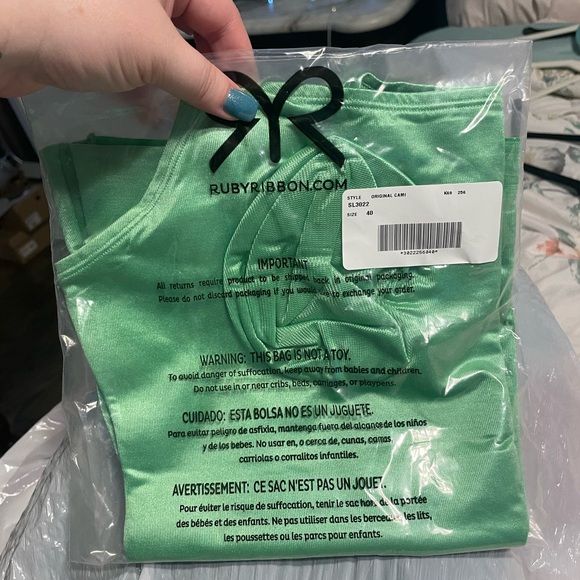 RUBYRIBBON.COM
STYLE ORIGINAL CAMI K&S 256
SL3022
SIZE 40
*3022256040*
IMPORTANT
All returns require product to be shipped back in original packaging.
Please do not discard packaging if you would like to exchange your order.
WARNING: THIS BAG IS NOT A TOY.
To avoid danger of suffocation, keep away from babies and children.
Do not use in or near cribs, beds, carriages, or playpens.
CUIDADO: ESTA BOLSA NO ES UN JUGUETE.
Para evitar peligro de asfixia, mantenga fuera del alcance de los niños
y de los bebes. No usar en, o cerca de, cunas, camas
carriolas o corralitos infantiles.
AVERTISSEMENT: CE SAC N'EST PAS UN JOUET.
Pour éviter le risque de suffocation, tenir le sac hors de la portée
des bébés et des enfants. Ne pas utiliser dans les berceaux, les lits,
les poussettes ou les parcs pour enfants.